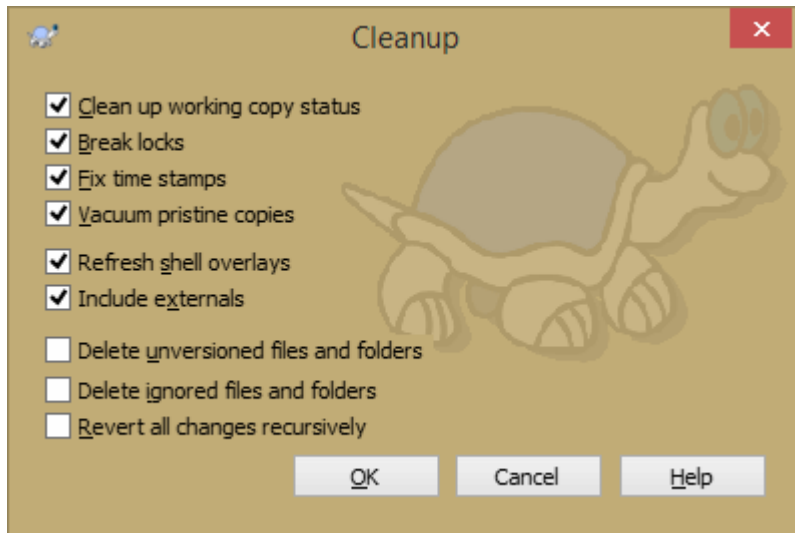 Cleanup
Clean up working copy status
Break locks
Fix time stamps
Vacuum pristine copies
Refresh shell overlays
Include externals
Delete unversioned files and folders
Delete ignored files and folders
Revert all changes recursively
OK Cancel Help